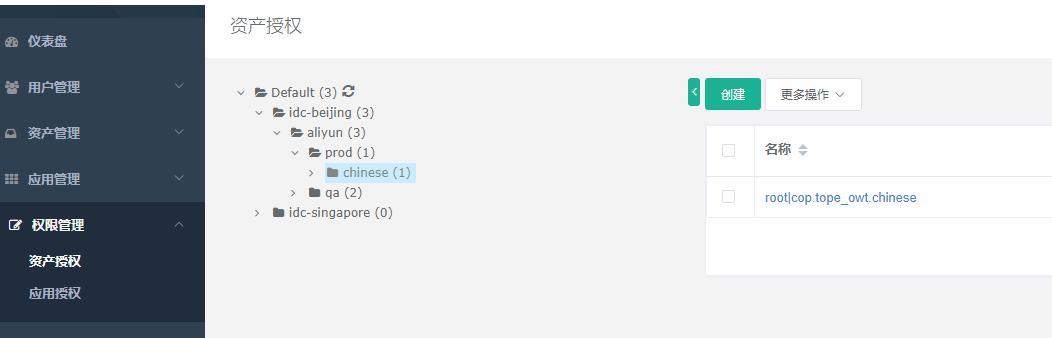 仪表盘
用户管理
资产管理
应用管理
权限管理
资产授权
应用授权
资产授权
Default (3)
idc-beijing (3)
aliyun (3)
prod (1)
chinese (1)
qa (2)
idc-singapore (0)
创建 更多操作
名称
root|cop.tope_owt.chinese